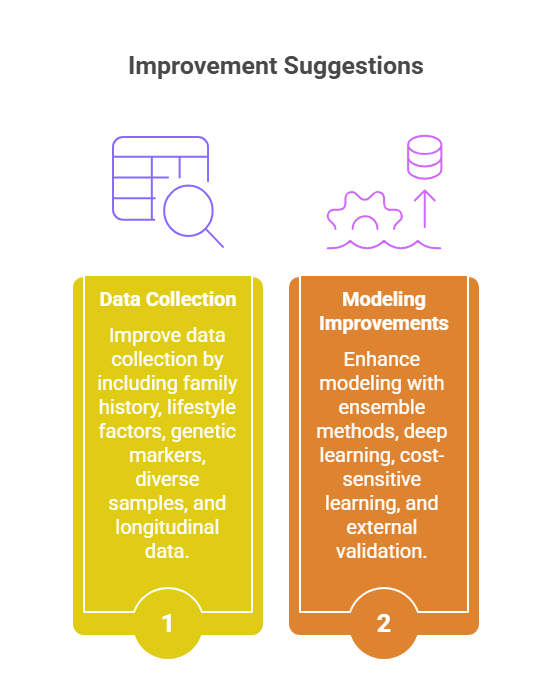 Improvement Suggestions
Data Collection
Improve data
collection by
including family
history, lifestyle
factors, genetic
markers,
diverse
samples, and
longitudinal
data.
1
Modeling
Improvements
Enhance
modeling with
ensemble
methods, deep
learning, cost-
sensitive
learning, and
external
validation.
2